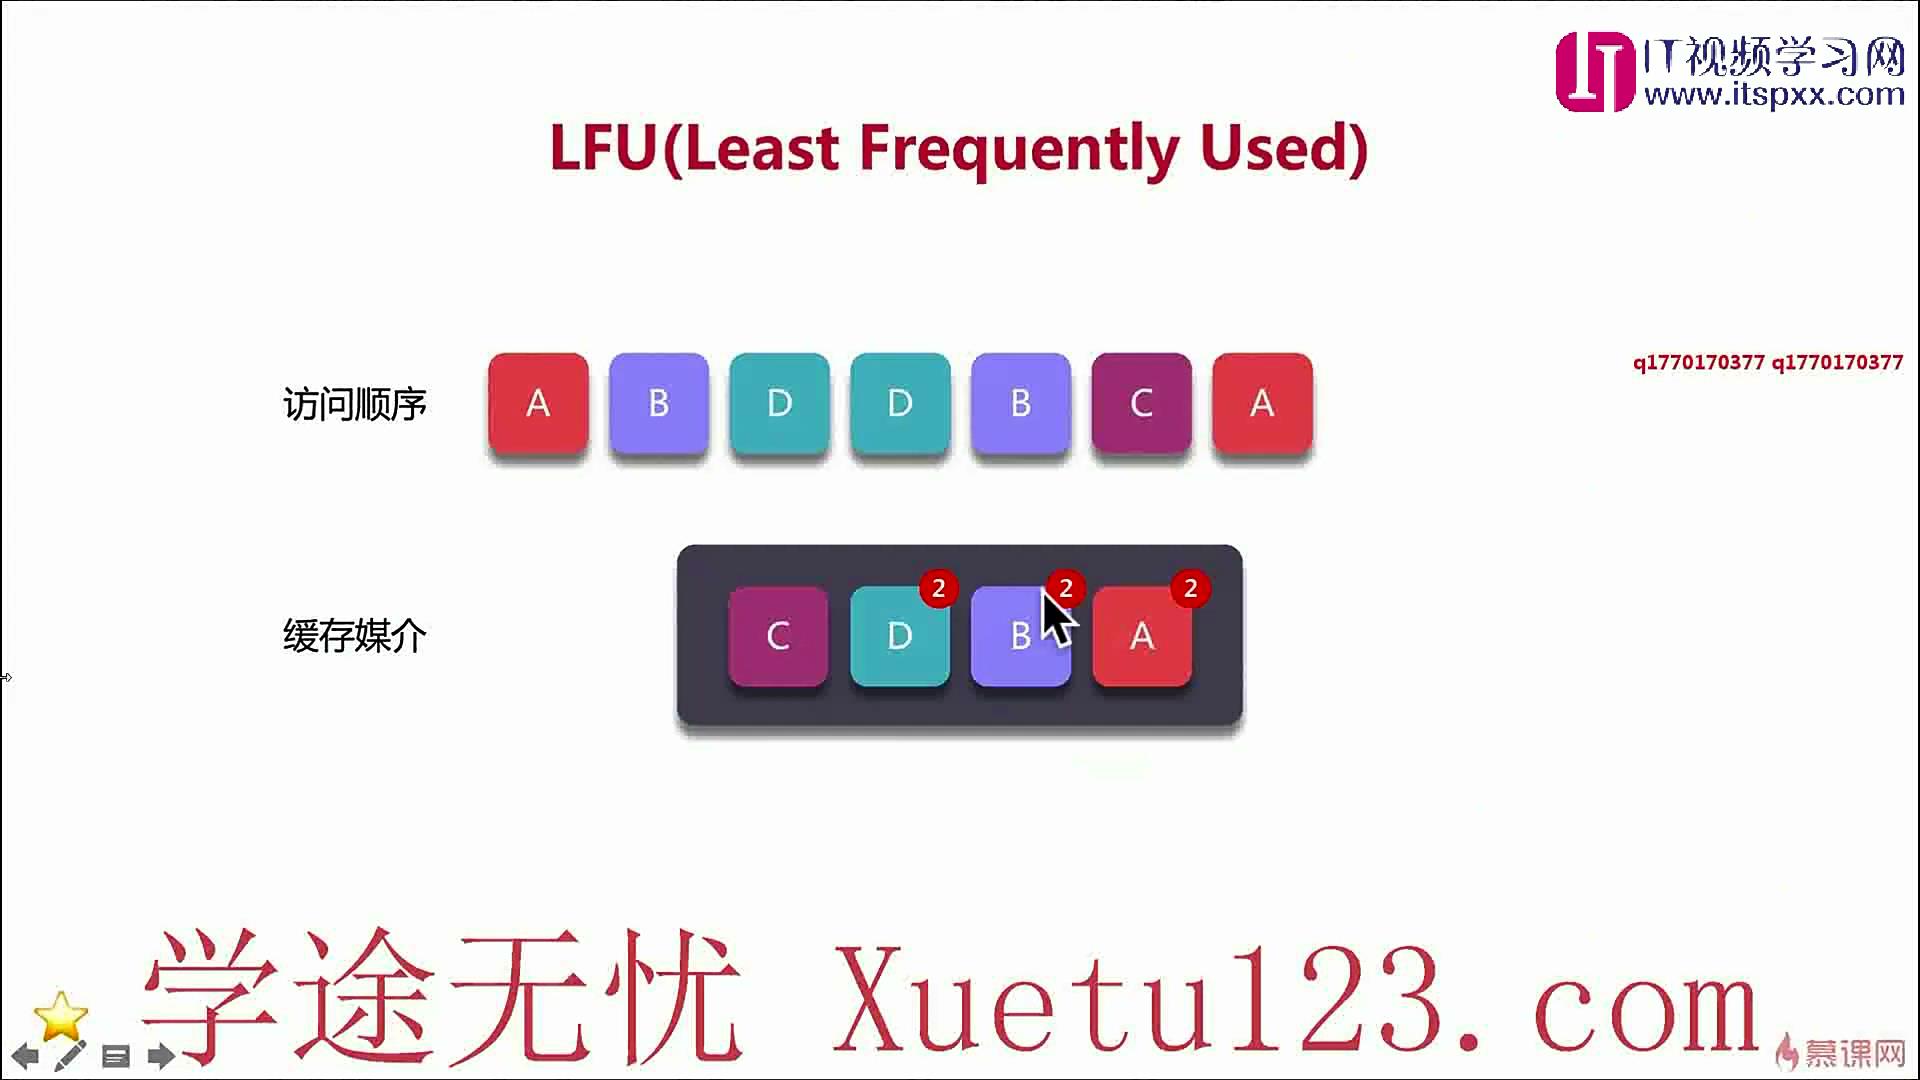 IT视频学习网
www.itspxx.com
LFU(Least Frequently Used)
q1770170377 q1770170377
访问顺序 A B D D B C A
2 2 2
缓存媒介 C D B A
学途无忧 Xuetu123.com
慕课网